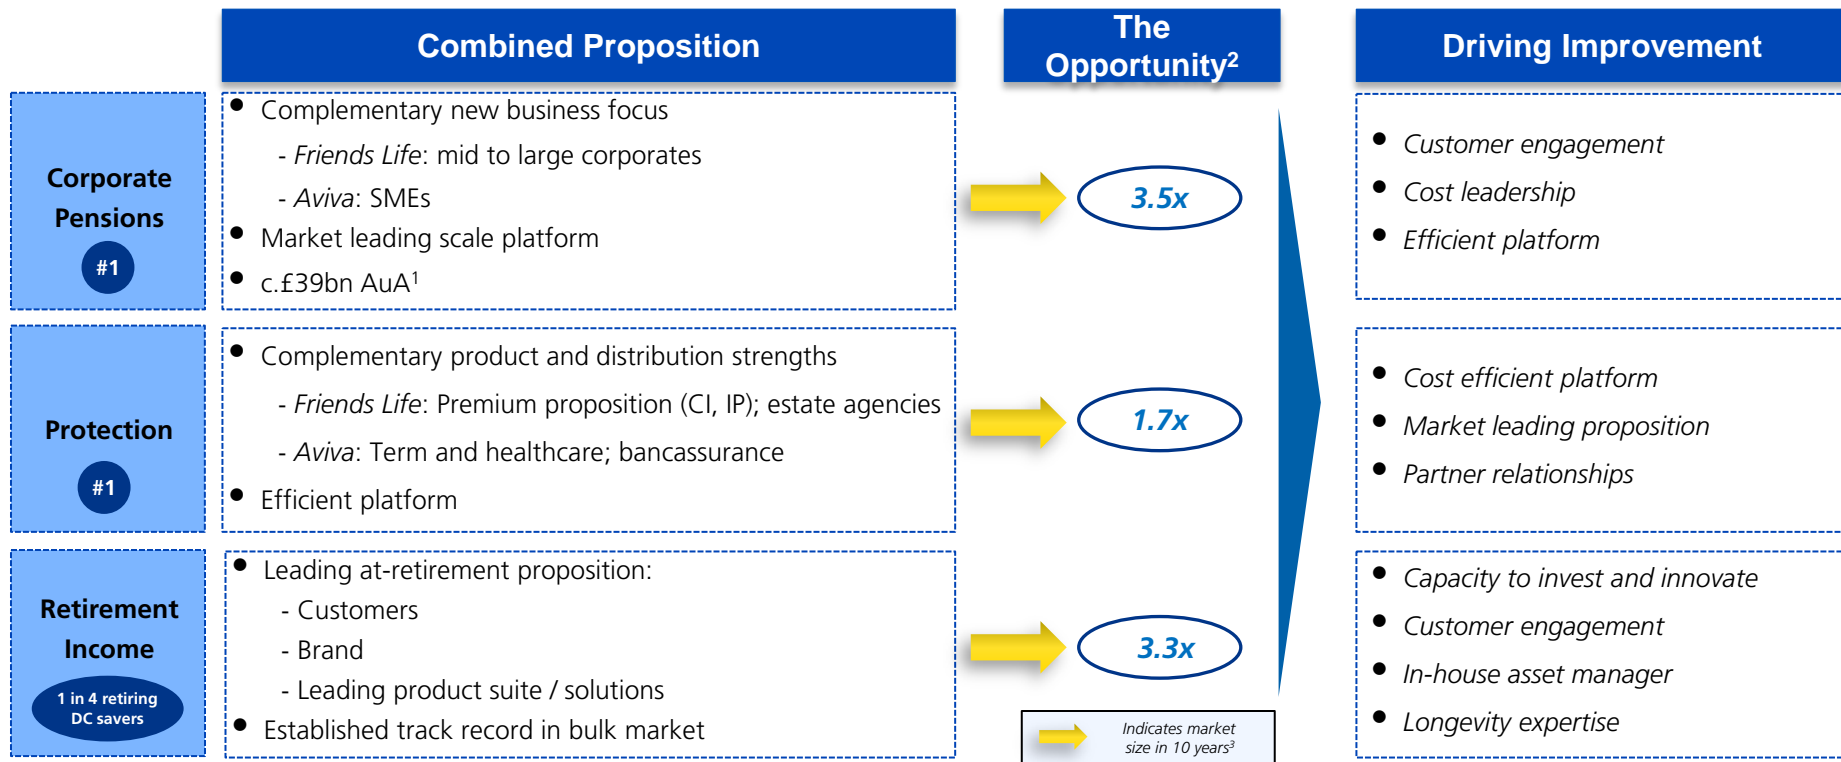 Combined Proposition
The
Opportunity²
Driving Improvement
Corporate
Pensions
#1
• Complementary new business focus
- Friends Life: mid to large corporates
- Aviva: SMEs
• Market leading scale platform
• c.£39bn AuA¹
3.5x
• Customer engagement
• Cost leadership
• Efficient platform
Protection
#1
• Complementary product and distribution strengths
- Friends Life: Premium proposition (CI, IP); estate agencies
- Aviva: Term and healthcare; bancassurance
• Efficient platform
1.7x
• Cost efficient platform
• Market leading proposition
• Partner relationships
Retirement
Income
1 in 4 retiring
DC savers
• Leading at-retirement proposition:
- Customers
- Brand
- Leading product suite / solutions
• Established track record in bulk market
3.3x
Indicates market
size in 10 years³
• Capacity to invest and innovate
• Customer engagement
• In-house asset manager
• Longevity expertise